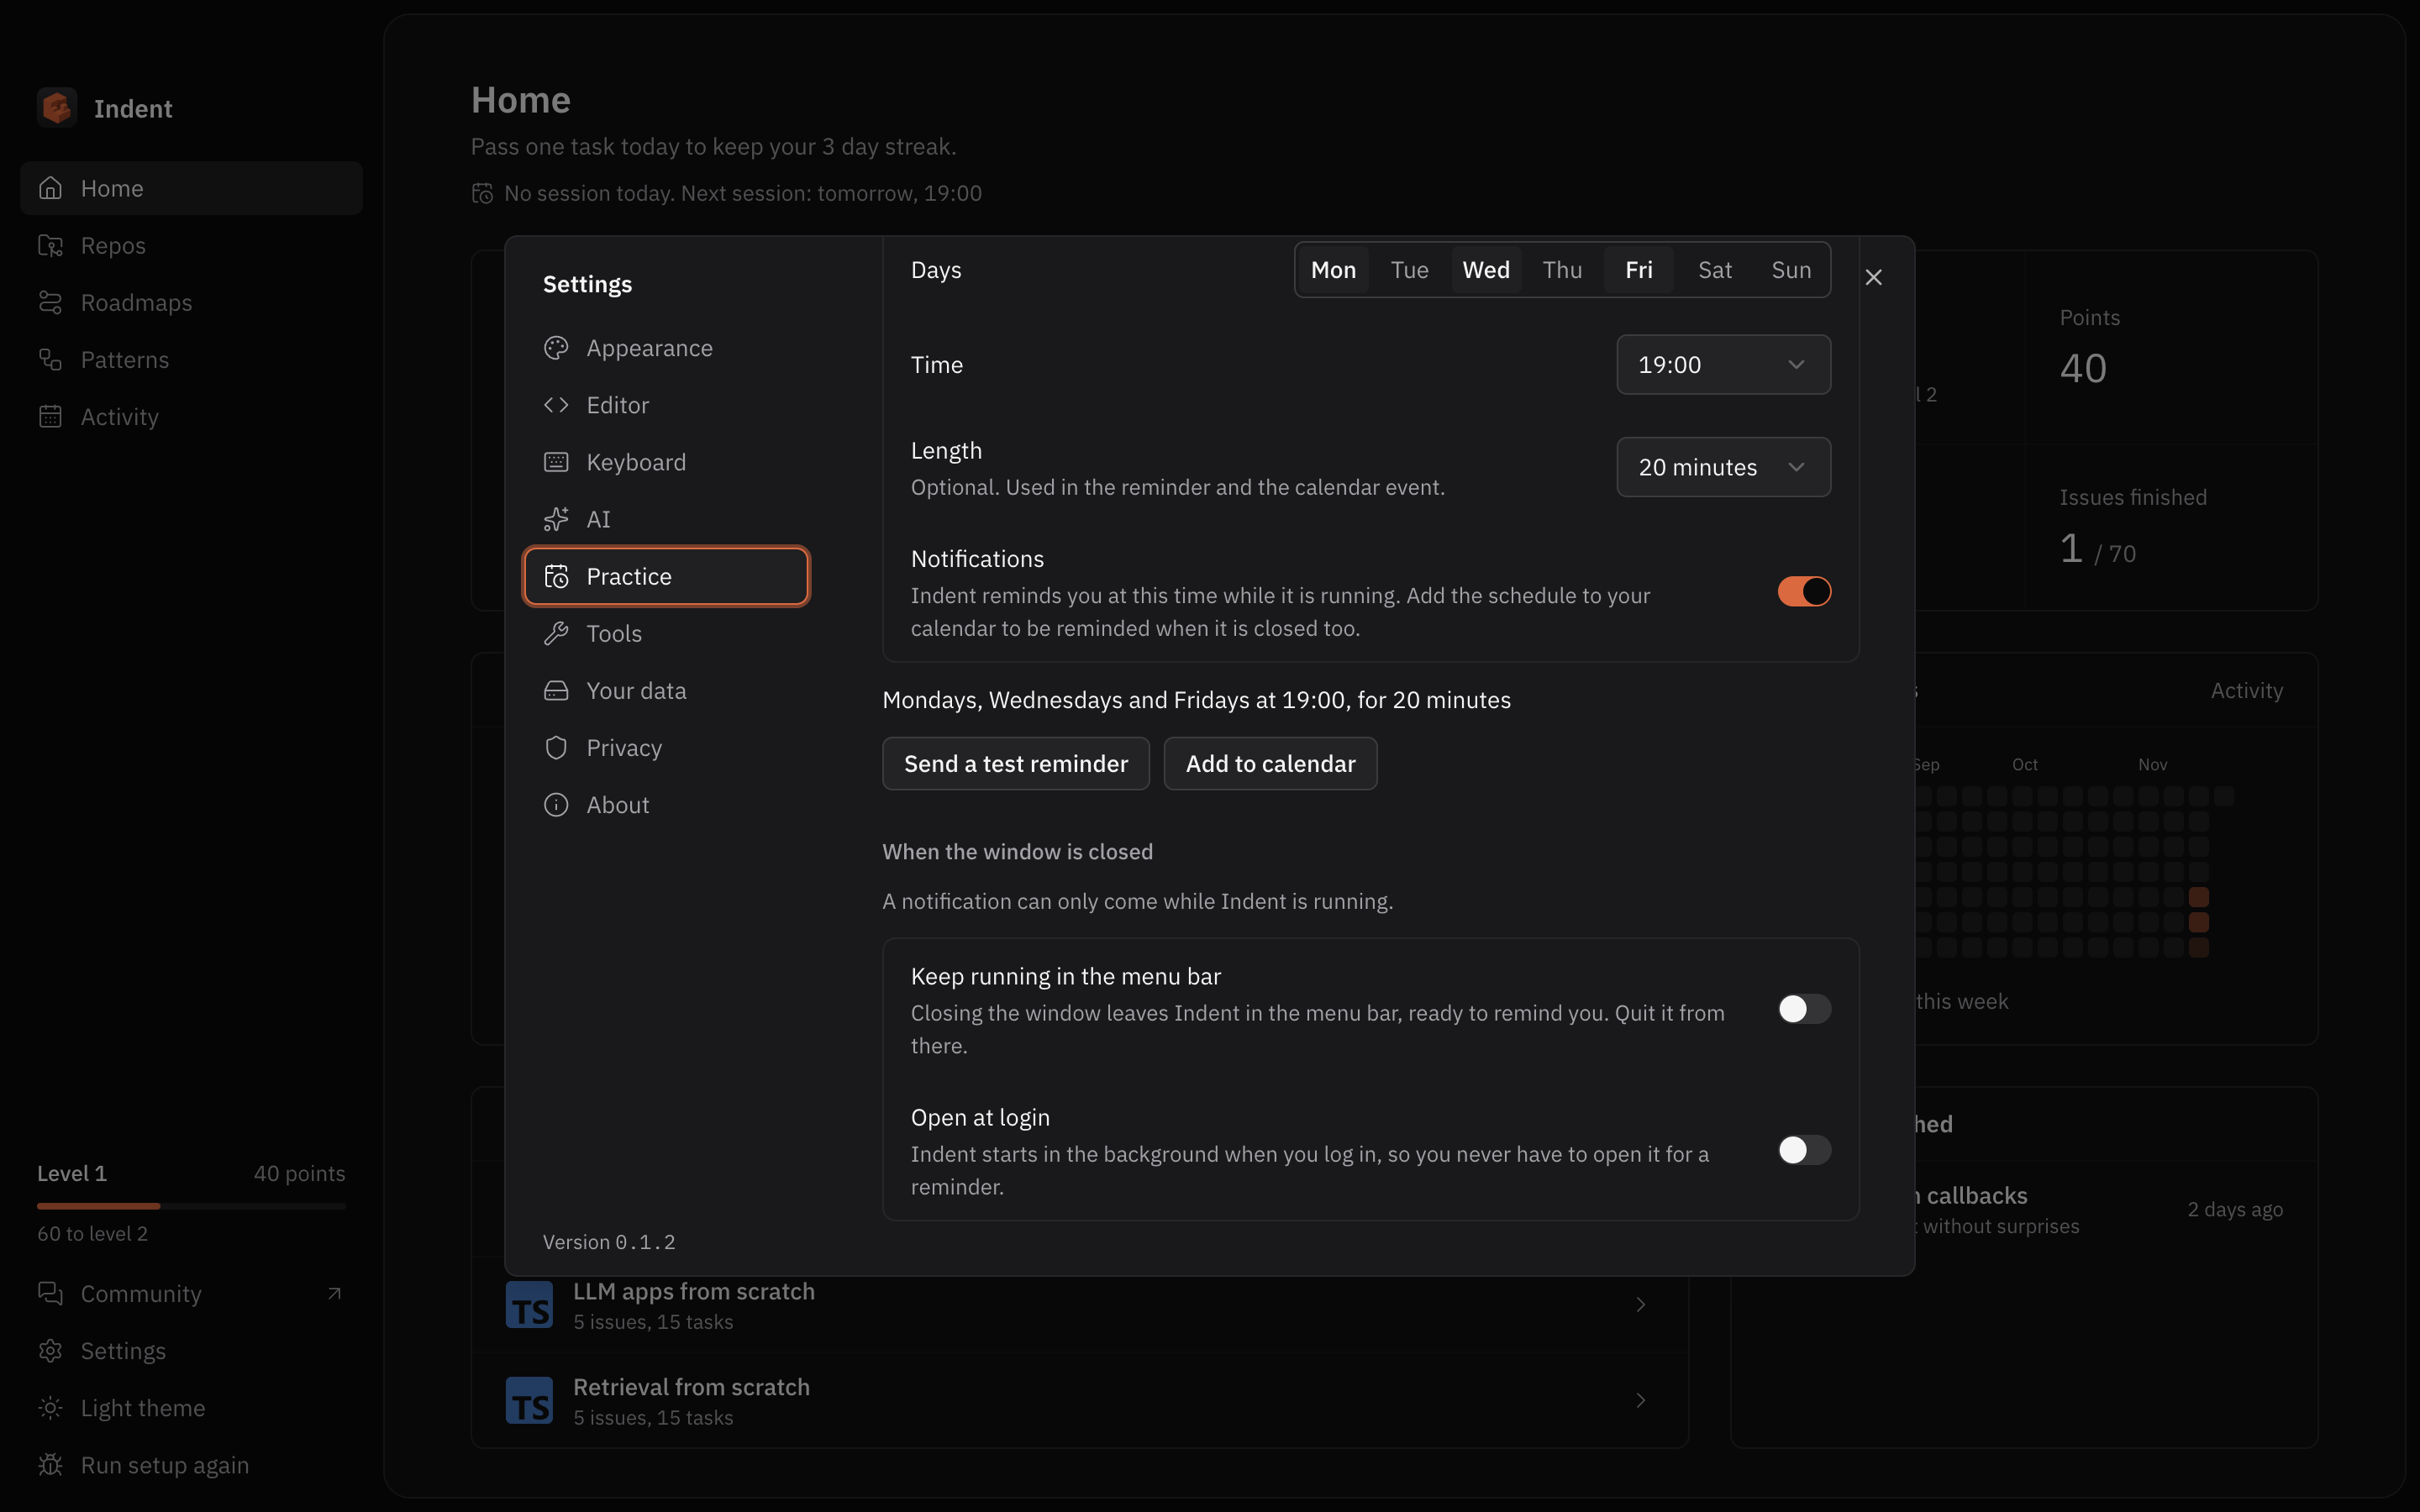 Indent
Home
Repos
Roadmaps
Patterns
Activity
Level 1
40 points
60 to level 2
Community
Settings
Light theme
Run setup again
Home
Pass one task today to keep your 3 day streak.
No session today. Next session: tomorrow, 19:00
Settings
Appearance
Editor
Keyboard
AI
Practice
Tools
Your data
Privacy
About
Version 0.1.2
Days
Mon Tue Wed Thu Fri Sat Sun
Time
19:00
Length
Optional. Used in the reminder and the calendar event.
20 minutes
Notifications
Indent reminds you at this time while it is running. Add the schedule to your
calendar to be reminded when it is closed too.
Mondays, Wednesdays and Fridays at 19:00, for 20 minutes
Send a test reminder
Add to calendar
When the window is closed
A notification can only come while Indent is running.
Keep running in the menu bar
Closing the window leaves Indent in the menu bar, ready to remind you. Quit it from
there.
Open at login
Indent starts in the background when you log in, so you never have to open it for a
reminder.
Points
40
2
Issues finished
1 / 70
Activity
Sep Oct Nov
this week
callbacks
without surprises
2 days ago
TS
LLM apps from scratch
5 issues, 15 tasks
TS
Retrieval from scratch
5 issues, 15 tasks